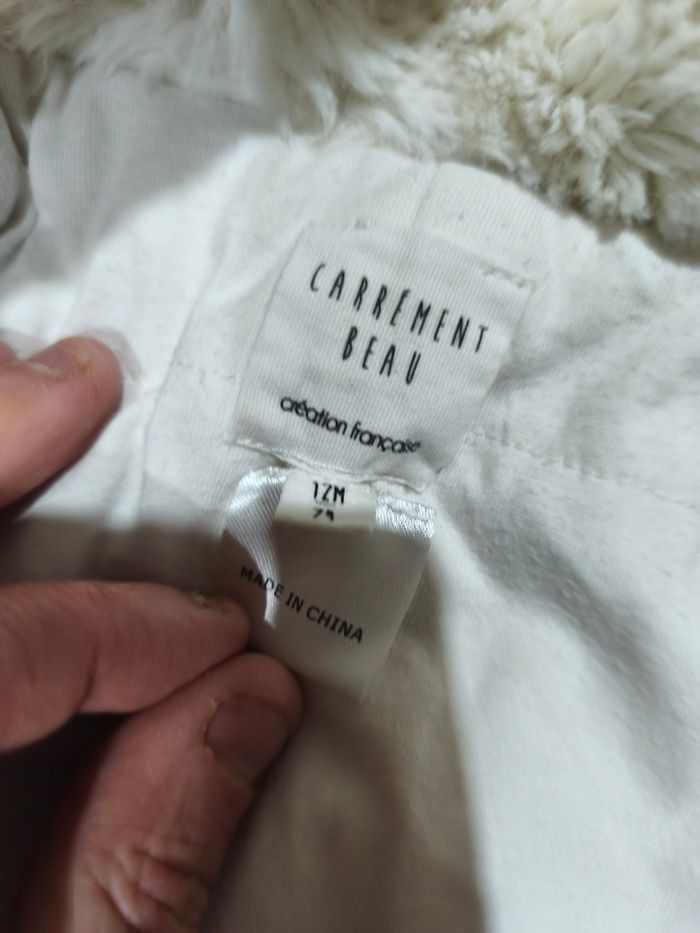 CARRÉMENT
BEAU
création française
12M
MADE IN CHINA